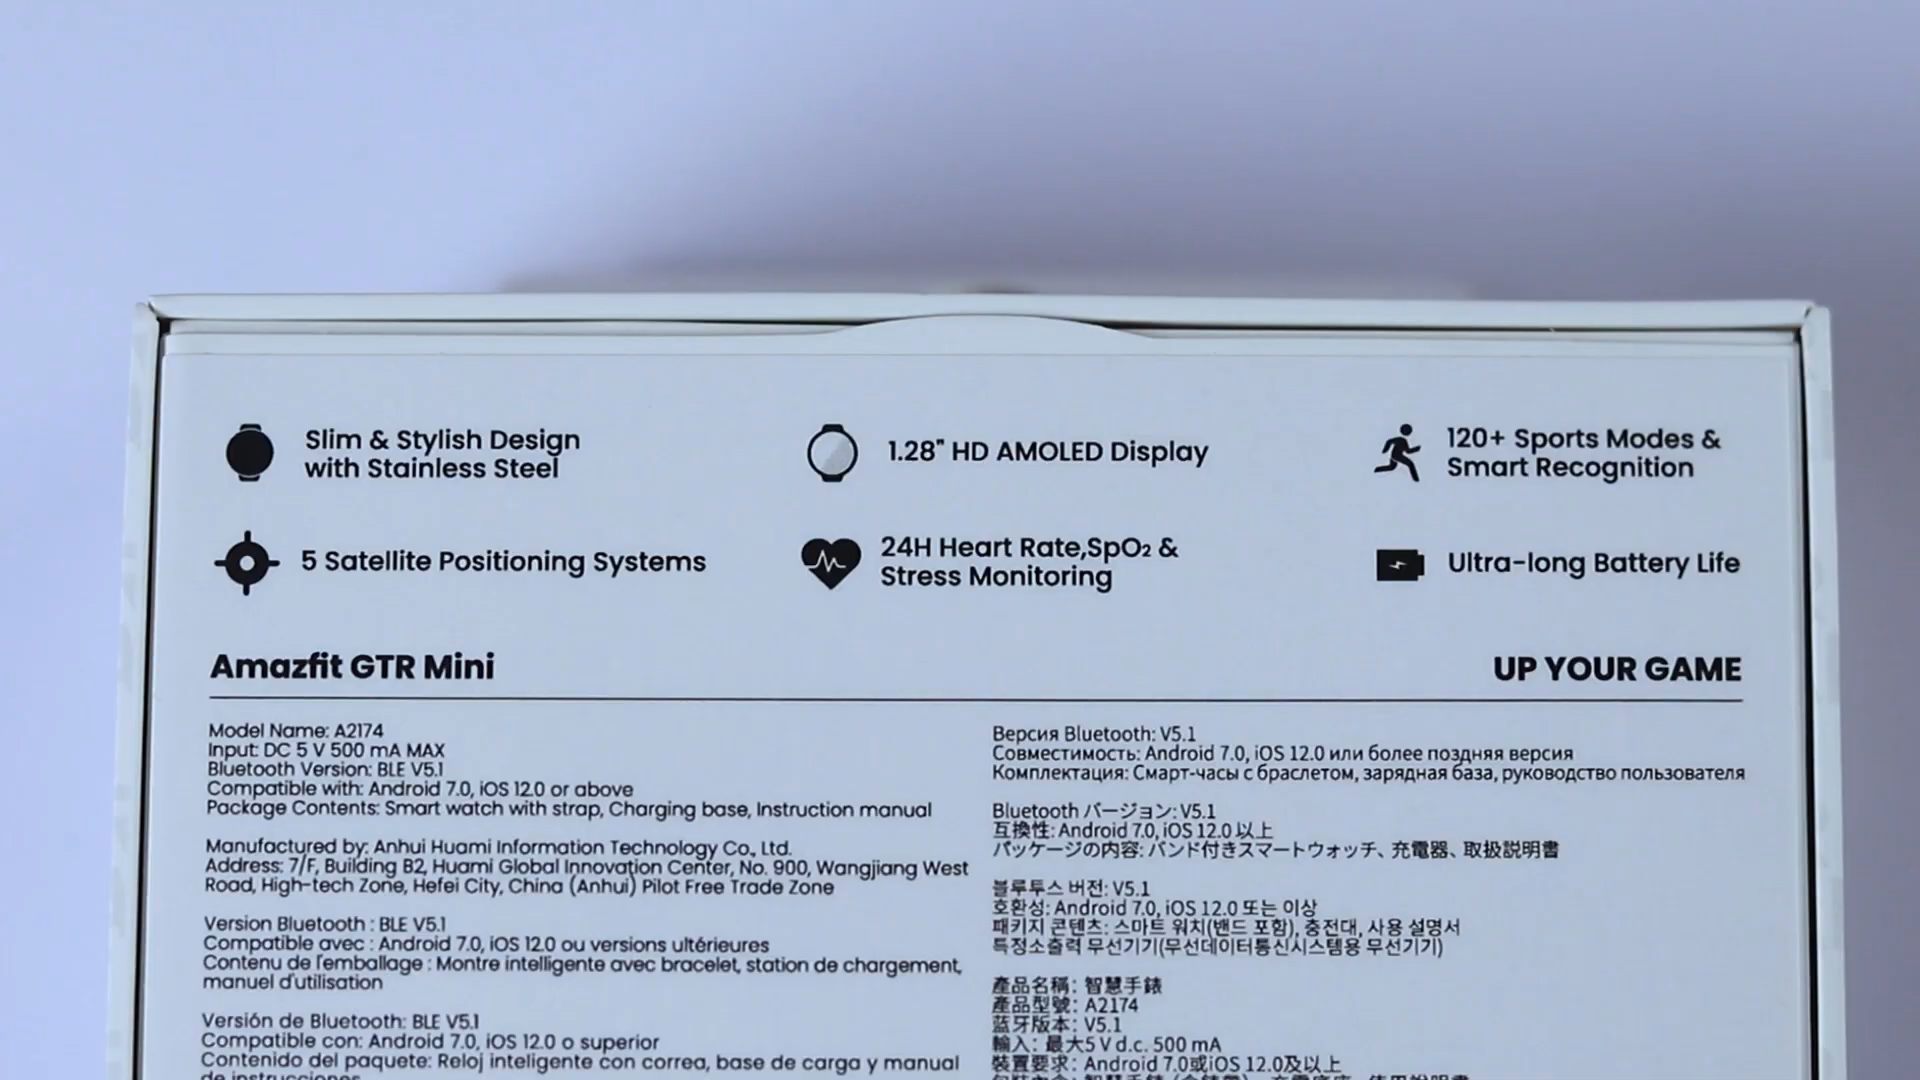 Slim & Stylish Design
with Stainless Steel
1.28" HD AMOLED Display
120+ Sports Modes &
Smart Recognition
5 Satellite Positioning Systems
24H Heart Rate,SpO₂ &
Stress Monitoring
Ultra-long Battery Life
Amazfit GTR Mini
UP YOUR GAME
Model Name: A2174
Input: DC 5 V 500 mA MAX
Bluetooth Version: BLE V5.1
Compatible with: Android 7.0, iOS 12.0 or above
Package Contents: Smart watch with strap, Charging base, Instruction manual
Manufactured by: Anhui Huami Information Technology Co., Ltd.
Address: 7/F, Building B2, Huami Global Innovation Center, No. 900, Wangjiang West
Road, High-tech Zone, Hefei City, China (Anhui) Pilot Free Trade Zone
Version Bluetooth : BLE V5.1
Compatible avec : Android 7.0, iOS 12.0 ou versions ultérieures
Contenu de l'emballage : Montre intelligente avec bracelet, station de chargement,
manuel d'utilisation
Versión de Bluetooth: BLE V5.1
Compatible con: Android 7.0, iOS 12.0 o superior
Contenido del paquete: Reloj inteligente con correa, base de carga y manual
de instrucciones
Версия Bluetooth: V5.1
Совместимость: Android 7.0, iOS 12.0 или более поздняя версия
Комплектация: Смарт-часы с браслетом, зарядная база, руководство пользователя
Bluetooth バージョン: V5.1
互換性: Android 7.0, iOS 12.0 以上
パッケージの内容: バンド付きスマートウォッチ、充電器、取扱説明書
블루투스 버전: V5.1
호환성: Android 7.0, iOS 12.0 또는 이상
패키지 콘텐츠: 스마트 워치(밴드 포함), 충전대, 사용 설명서
특정소출력 무선기기(무선데이터통신시스템용 무선기기)
產品名稱: 智慧手錶
產品型號: A2174
蓝牙版本: V5.1
輸入: 最大5 V d.c. 500 mA
裝置要求: Android 7.0或iOS 12.0及以上